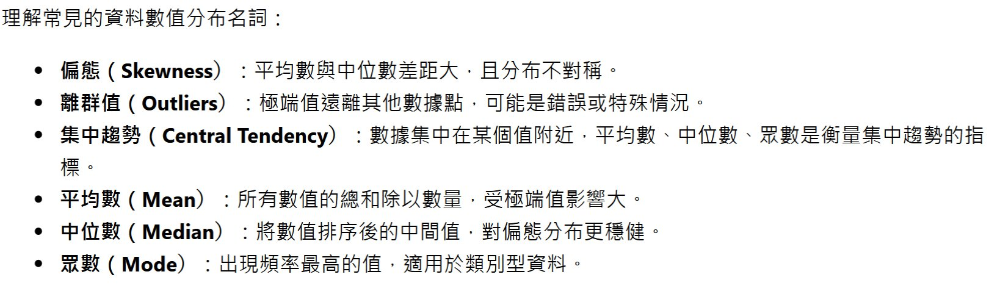 理解常見的資料數值分布名詞：
• 偏態（Skewness）：平均數與中位數差距大，且分布不對稱。
• 離群值（Outliers）：極端值遠離其他數據點，可能是錯誤或特殊情況。
• 集中趨勢（Central Tendency）：數據集中在某個值附近，平均數、中位數、眾數是衡量集中趨勢的指
標。
• 平均數（Mean）：所有數值的總和除以數量，受極端值影響大。
• 中位數（Median）：將數值排序後的中間值，對偏態分布更穩健。
• 眾數（Mode）：出現頻率最高的值，適用於類別型資料。